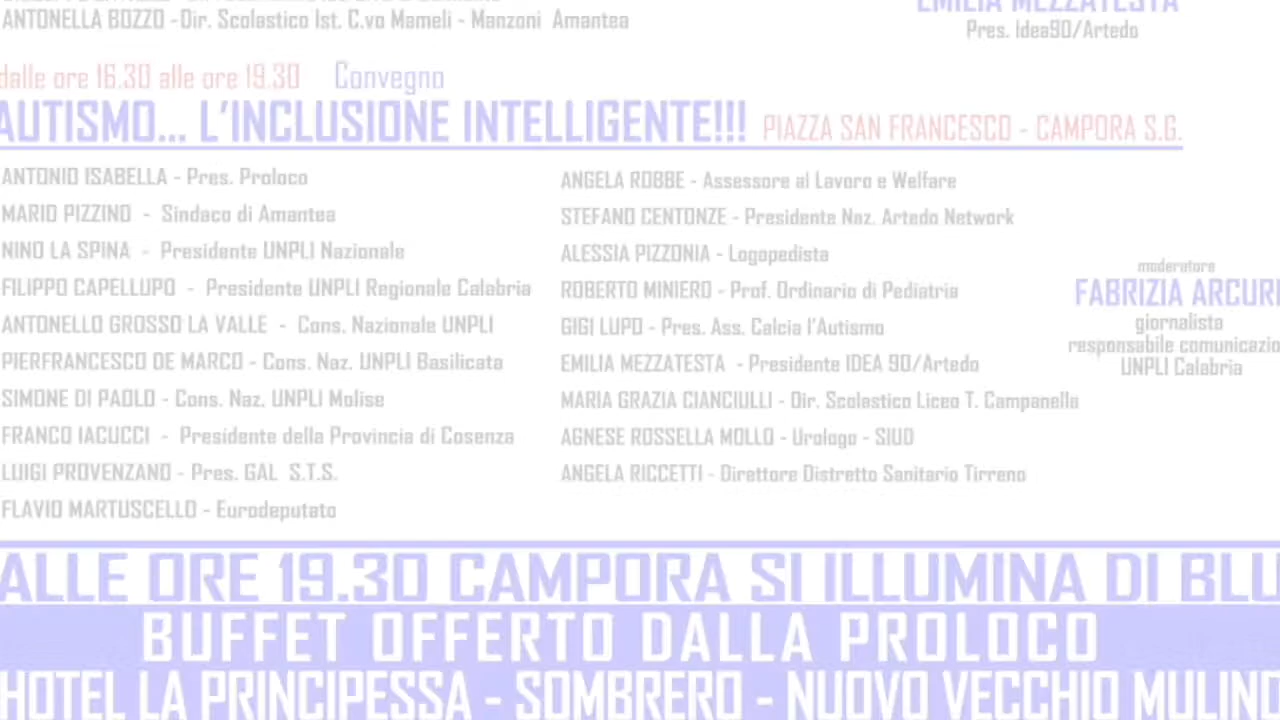 ANTONELLA BOZZO -Dir. Scolastico Ist. C.vo Mameli - Manzoni Amantea
EMILIA MEZZATESTA
Pres. Idea90/Artedo
dalle ore 16.30 alle ore 19.30 Convegno
AUTISMO... L'INCLUSIONE INTELLIGENTE!!! PIAZZA SAN FRANCESCO - CAMPORA S.G.
ANTONIO ISABELLA - Pres. Proloco
MARIO PIZZINO - Sindaco di Amantea
NINO LA SPINA - Presidente UNPLI Nazionale
FILIPPO CAPELLUPO - Presidente UNPLI Regionale Calabria
ANTONELLO GROSSO LA VALLE - Cons. Nazionale UNPLI
PIERFRANCESCO DE MARCO - Cons. Naz. UNPLI Basilicata
SIMONE DI PAOLO - Cons. Naz. UNPLI Molise
FRANCO IACUCCI - Presidente della Provincia di Cosenza
LUIGI PROVENZANO - Pres. GAL S.T.S.
FLAVIO MARTUSCELLO - Eurodeputato
ANGELA ROBBE - Assessore al Lavoro e Welfare
STEFANO CENTONZE - Presidente Naz. Artedo Network
ALESSIA PIZZONIA - Logopedista
ROBERTO MINIERO - Prof. Ordinario di Pediatria
GIGI LUPO - Pres. Ass. Calcia l'Autismo
EMILIA MEZZATESTA - Presidente IDEA 90/Artedo
MARIA GRAZIA CIANCIULLI - Dir. Scolastico Liceo T. Campanella
AGNESE ROSSELLA MOLLO - Urologo - SIUD
ANGELA RICCETTI - Direttore Distretto Sanitario Tirreno
moderatore
FABRIZIA ARCURI
giornalista
responsabile comunicazio
UNPLI Calabria
ALLE ORE 19.30 CAMPORA SI ILLUMINA DI BLU
BUFFET OFFERTO DALLA PROLOCO
HOTEL LA PRINCIPESSA - SOMBRERO - NUOVO VECCHIO MULINO